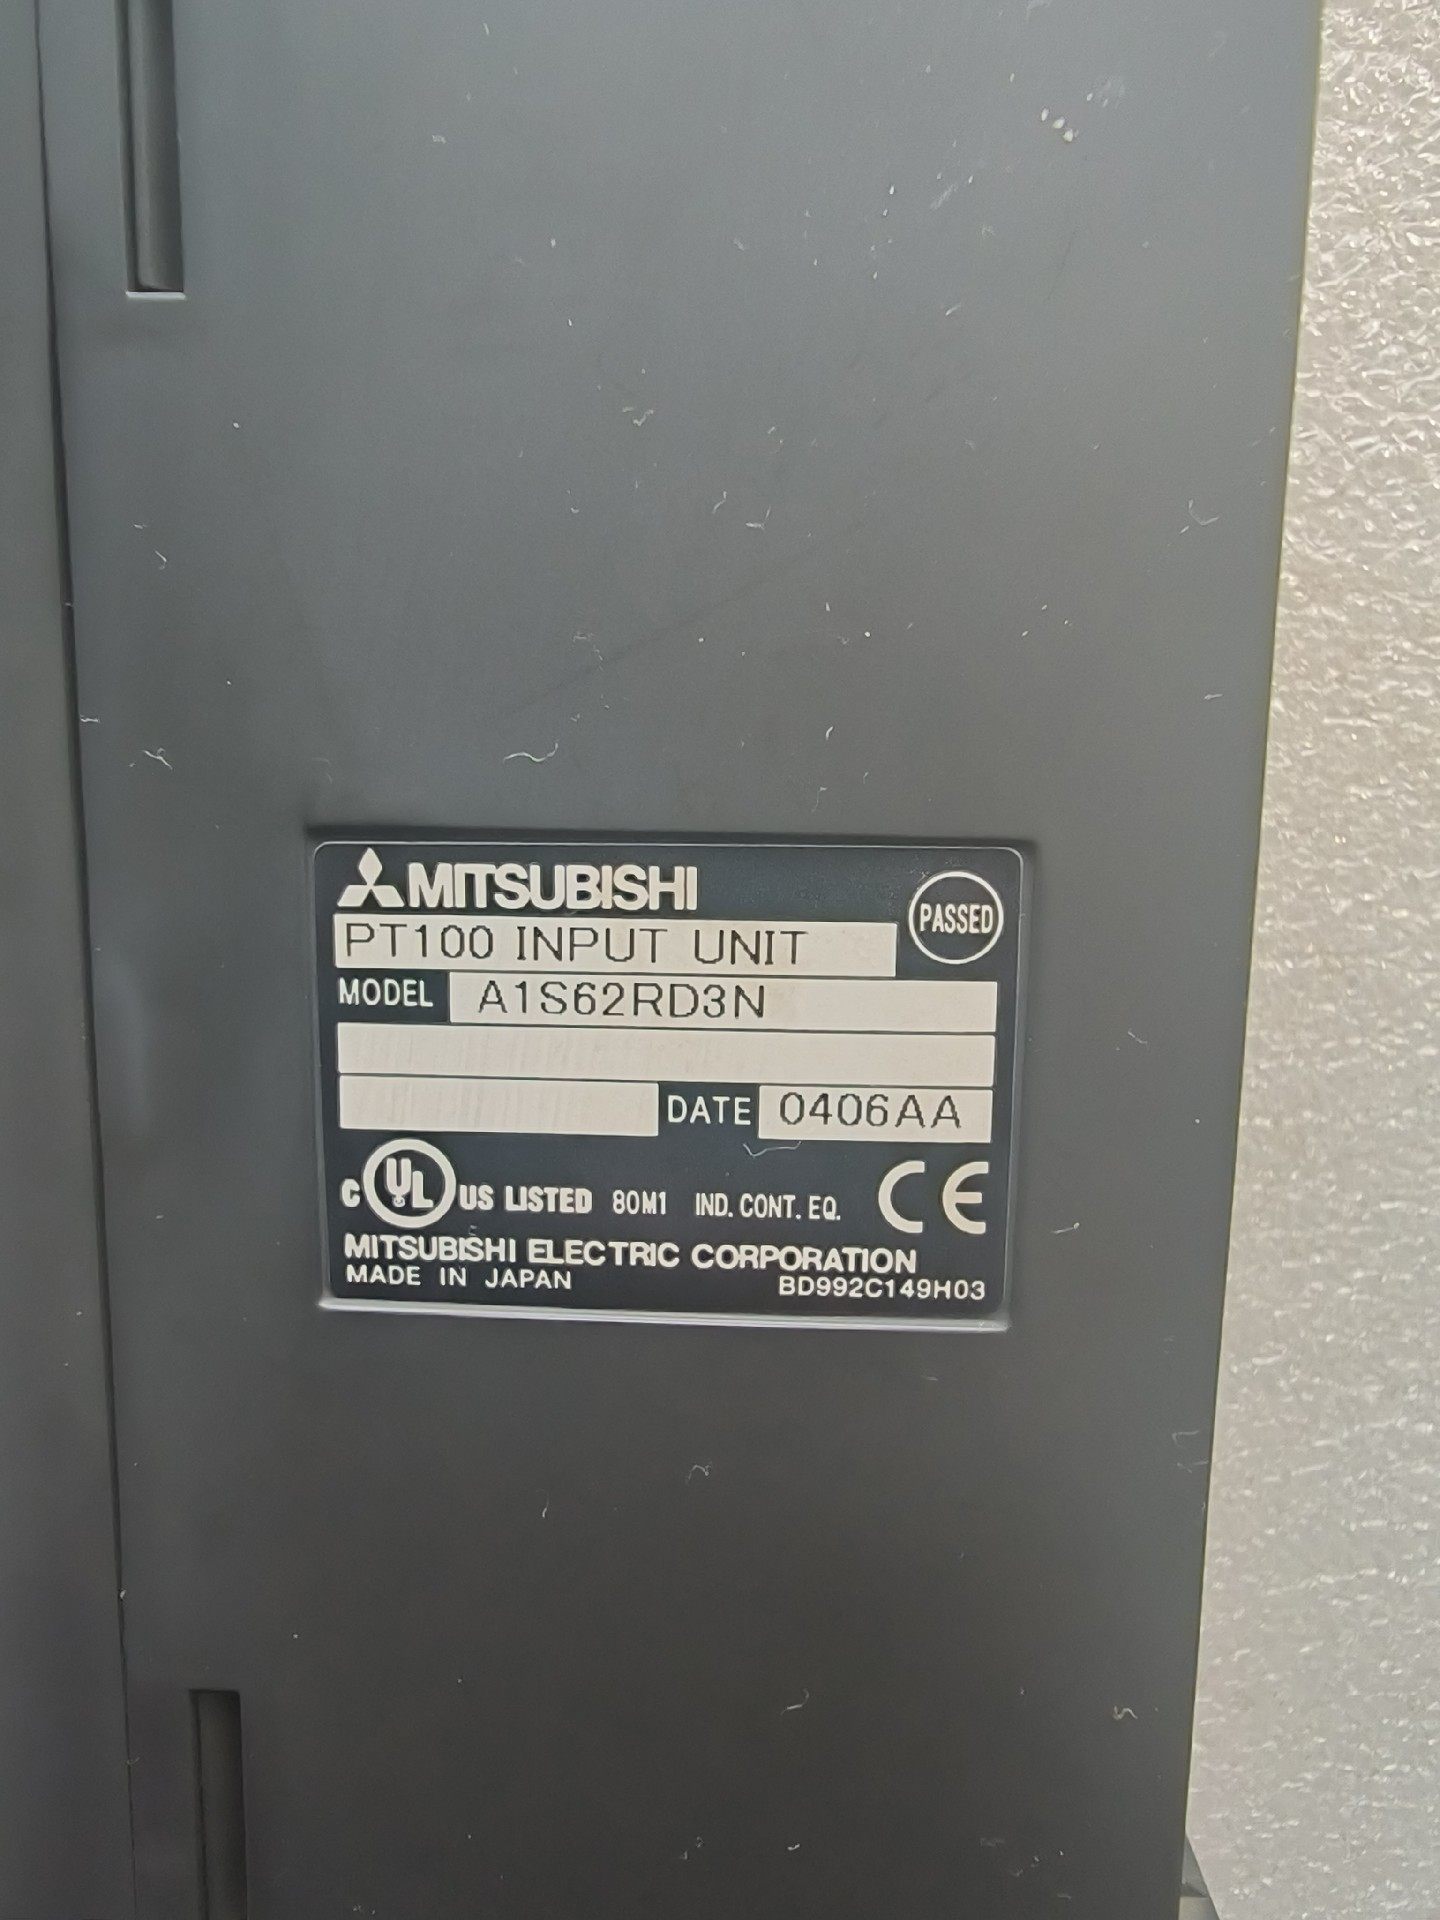 MITSUBISHI
PASSED
PT100 INPUT UNIT
MODEL A1S62RD3N
DATE 0406AA
C UL US LISTED 80M1 IND. CONT. EQ. CE
MITSUBISHI ELECTRIC CORPORATION
MADE IN JAPAN BD992C149H03